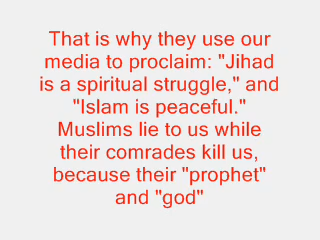 That is why they use our
media to proclaim: "Jihad
is a spiritual struggle," and
"Islam is peaceful."
Muslims lie to us while
their comrades kill us,
because their "prophet"
and "god"